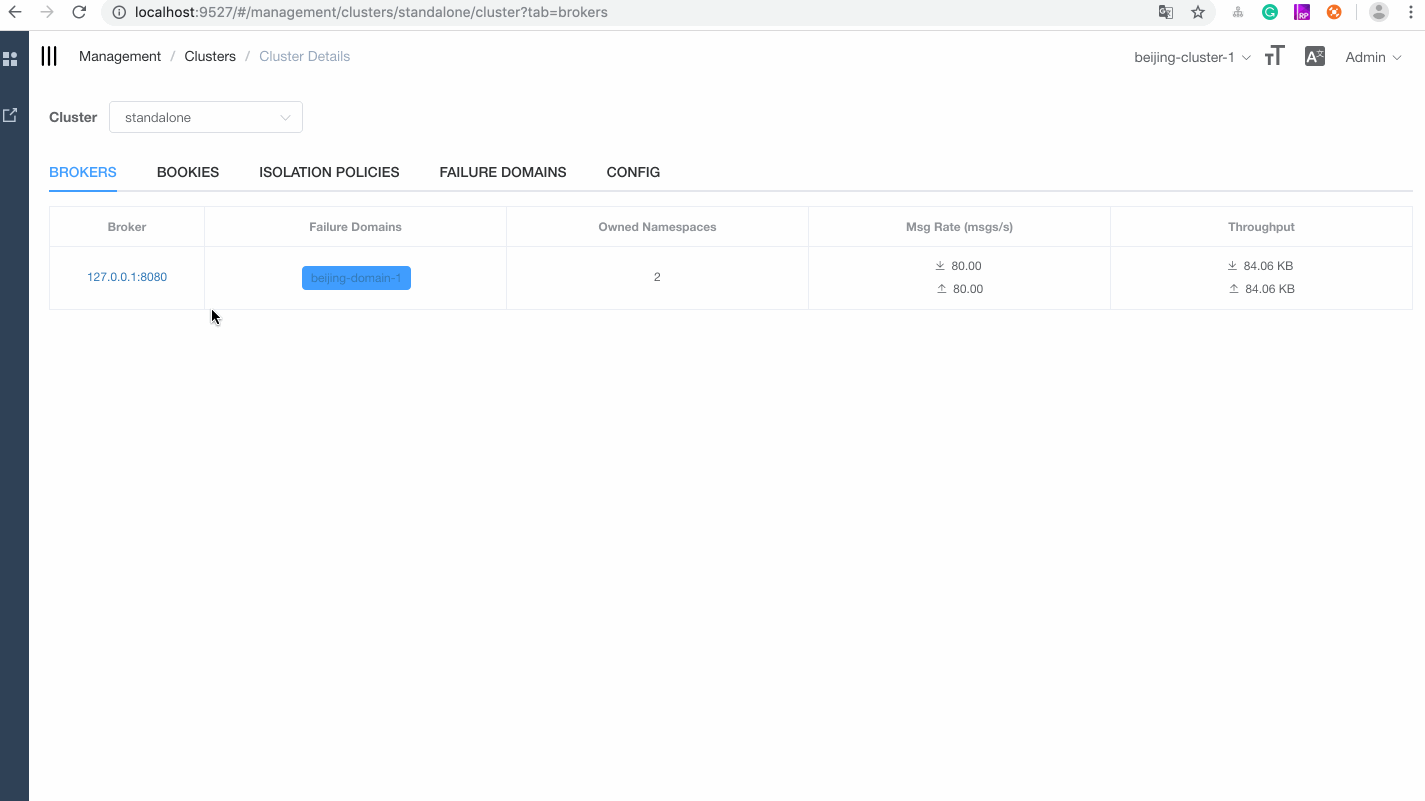 localhost:9527/#/management/clusters/standalone/cluster?tab=brokers
Management / Clusters / Cluster Details
beijing-cluster-1
Admin
Cluster
standalone
BROKERS BOOKIES ISOLATION POLICIES FAILURE DOMAINS CONFIG
Broker Failure Domains Owned Namespaces Msg Rate (msgs/s) Throughput
127.0.0.1:8080 beijing-domain-1 2
80.00 84.06 KB
80.00 84.06 KB